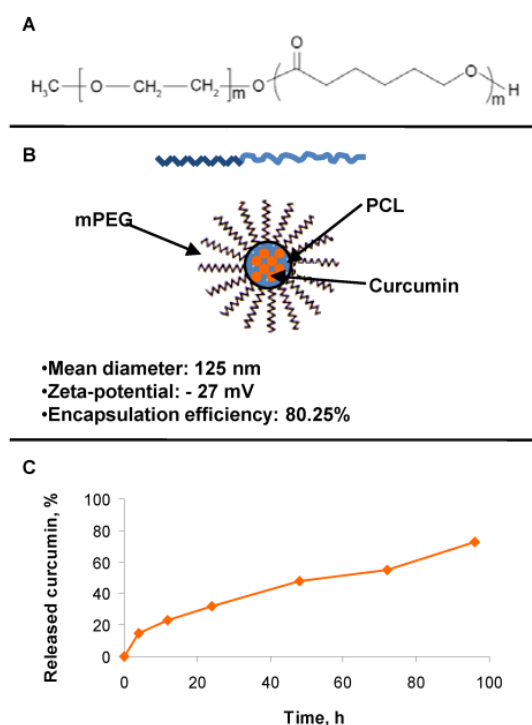 A
O
H₃C [O—CH₂—CH₂]m O ( O )m H
B
mPEG
PCL
Curcumin
•Mean diameter: 125 nm
•Zeta-potential: - 27 mV
•Encapsulation efficiency: 80.25%
C
Released curcumin, %
100
80
60
40
20
0
0 20 40 60 80 100
Time, h